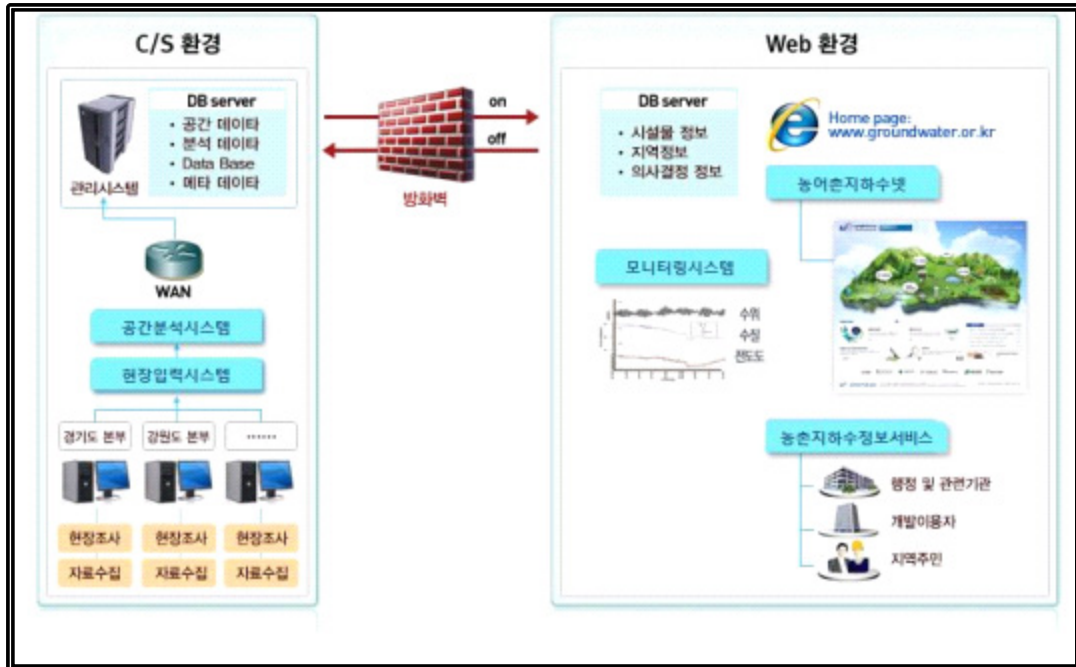 C/S 환경
DB server
• 공간 데이타
• 분석 데이타
• Data Base
• 메타 데이타
관리시스템
WAN
공간분석시스템
현장입력시스템
경기도 본부 강원도 본부 ······
현장조사 현장조사 현장조사
자료수집 자료수집 자료수집
on
off
방화벽
Web 환경
DB server
• 시설물 정보
• 지역정보
• 의사결정 정보
Home page:
www.groundwater.or.kr
농어촌지하수넷
모니터링시스템
수위
수질
전도도
농촌지하수정보서비스
행정 및 관련기관
개발이용자
지역주민